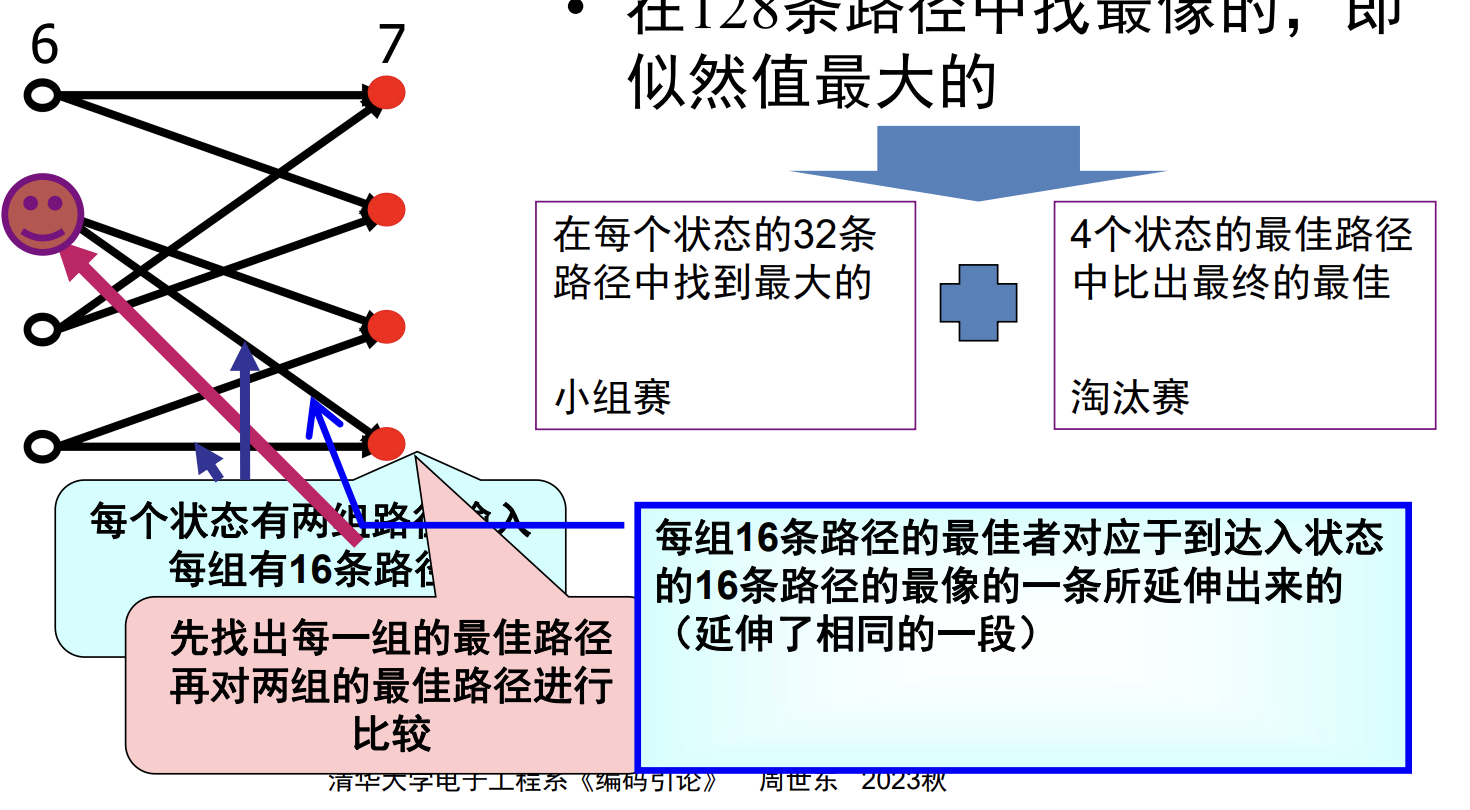 6
7
• 在128条路径中找最像的，即
似然值最大的
在每个状态的32条
路径中找到最大的
小组赛
4个状态的最佳路径
中比出最终的最佳
淘汰赛
每个状态有两组路径输入
每组有16条路径
先找出每一组的最佳路径
再对两组的最佳路径进行
比较
每组16条路径的最佳者对应于到达入状态
的16条路径的最像的一条所延伸出来的
（延伸了相同的一段）
清华大学电子工程系《编码引论》 周世东 2023秋